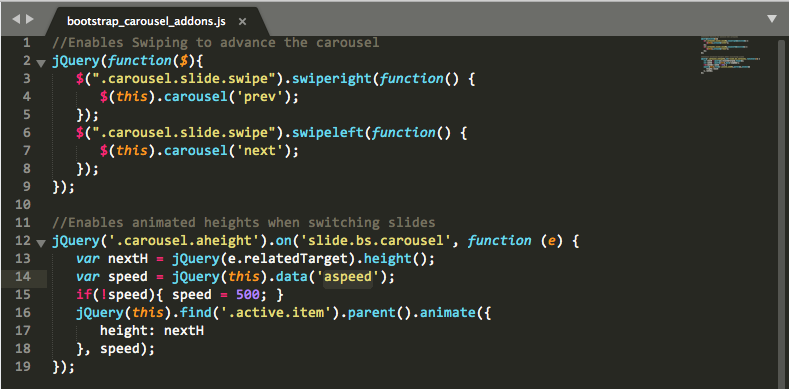 bootstrap_carousel_addons.js ×
1 //Enables Swiping to advance the carousel
2 jQuery(function($){
3 $(".carousel.slide.swipe").swiperight(function() {
4 $(this).carousel('prev');
5 });
6 $(".carousel.slide.swipe").swipeleft(function() {
7 $(this).carousel('next');
8 });
9 });
10
11 //Enables animated heights when switching slides
12 jQuery('.carousel.aheight').on('slide.bs.carousel', function (e) {
13 var nextH = jQuery(e.relatedTarget).height();
14 var speed = jQuery(this).data('aspeed');
15 if(!speed){ speed = 500; }
16 jQuery(this).find('.active.item').parent().animate({
17 height: nextH
18 }, speed);
19 });